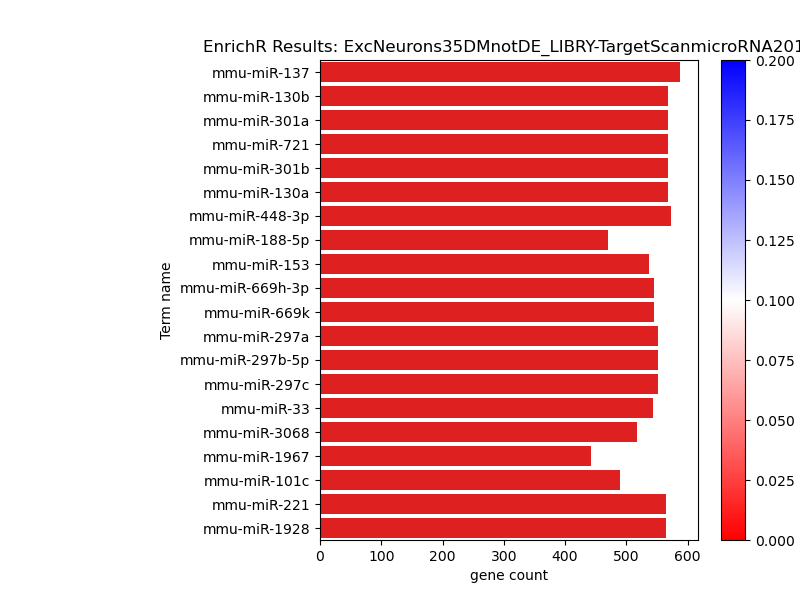 EnrichR Results: ExcNeurons35DMnotDE_LIBRY-TargetScanmicroRNA201
Term name
mmu-miR-137
mmu-miR-130b
mmu-miR-301a
mmu-miR-721
mmu-miR-301b
mmu-miR-130a
mmu-miR-448-3p
mmu-miR-188-5p
mmu-miR-153
mmu-miR-669h-3p
mmu-miR-669k
mmu-miR-297a
mmu-miR-297b-5p
mmu-miR-297c
mmu-miR-33
mmu-miR-3068
mmu-miR-1967
mmu-miR-101c
mmu-miR-221
mmu-miR-1928
0 100 200 300 400 500 600
gene count
0.200
0.175
0.150
0.125
0.100
0.075
0.050
0.025
0.000